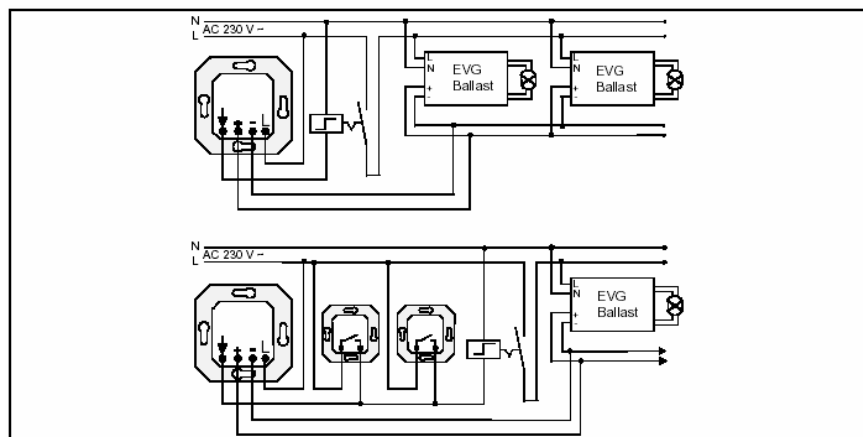 N
AC 230 V ~
L
L
N
+
-
EVG
Ballast
L
N
+
-
EVG
Ballast
+ - L
N
AC 230 V ~
L
L
N
+
-
EVG
Ballast
+ - L